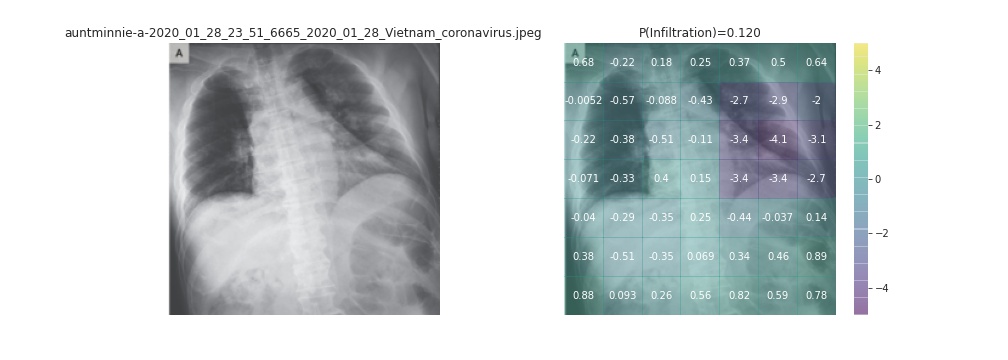 auntminnie-a-2020_01_28_23_51_6665_2020_01_28_Vietnam_coronavirus.jpeg
P(Infiltration)=0.120
A
A
0.68 -0.22 0.18 0.25 0.37 0.5 0.64
-0.0052 -0.57 -0.088 -0.43 -2.7 -2.9 -2
-0.22 -0.38 -0.51 -0.11 -3.4 -4.1 -3.1
-0.071 -0.33 0.4 0.15 -3.4 -3.4 -2.7
-0.04 -0.29 -0.35 0.25 -0.44 -0.037 0.14
0.38 -0.51 -0.35 0.069 0.34 0.46 0.89
0.88 0.093 0.26 0.56 0.82 0.59 0.78
4
2
0
−2
−4